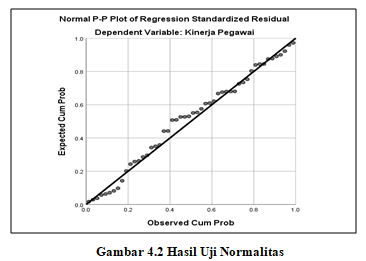 Normal P-P Plot of Regression Standardized Residual
Dependent Variable: Kinerja Pegawai
Expected Cum Prob
1.0
0.8
0.6
0.4
0.2
0.0
0.0 0.2 0.4 0.6 0.8 1.0
Observed Cum Prob
Gambar 4.2 Hasil Uji Normalitas